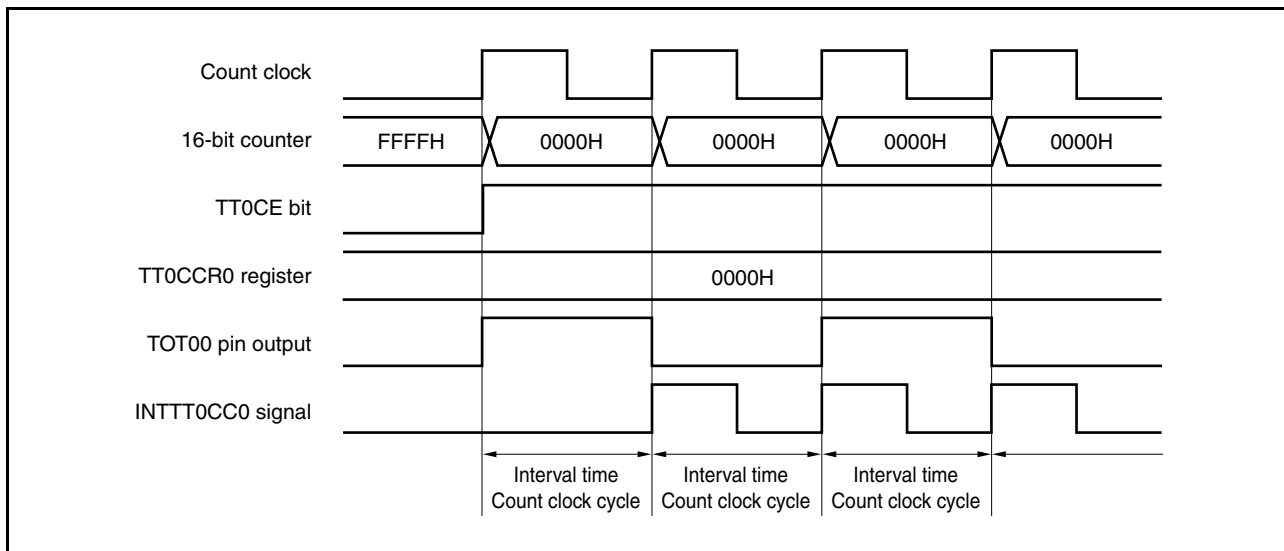 Count clock
16-bit counter FFFFH 0000H 0000H 0000H 0000H
TT0CE bit
TT0CCR0 register 0000H
TOT00 pin output
INTTT0CC0 signal
Interval time Interval time Interval time
Count clock cycle Count clock cycle Count clock cycle